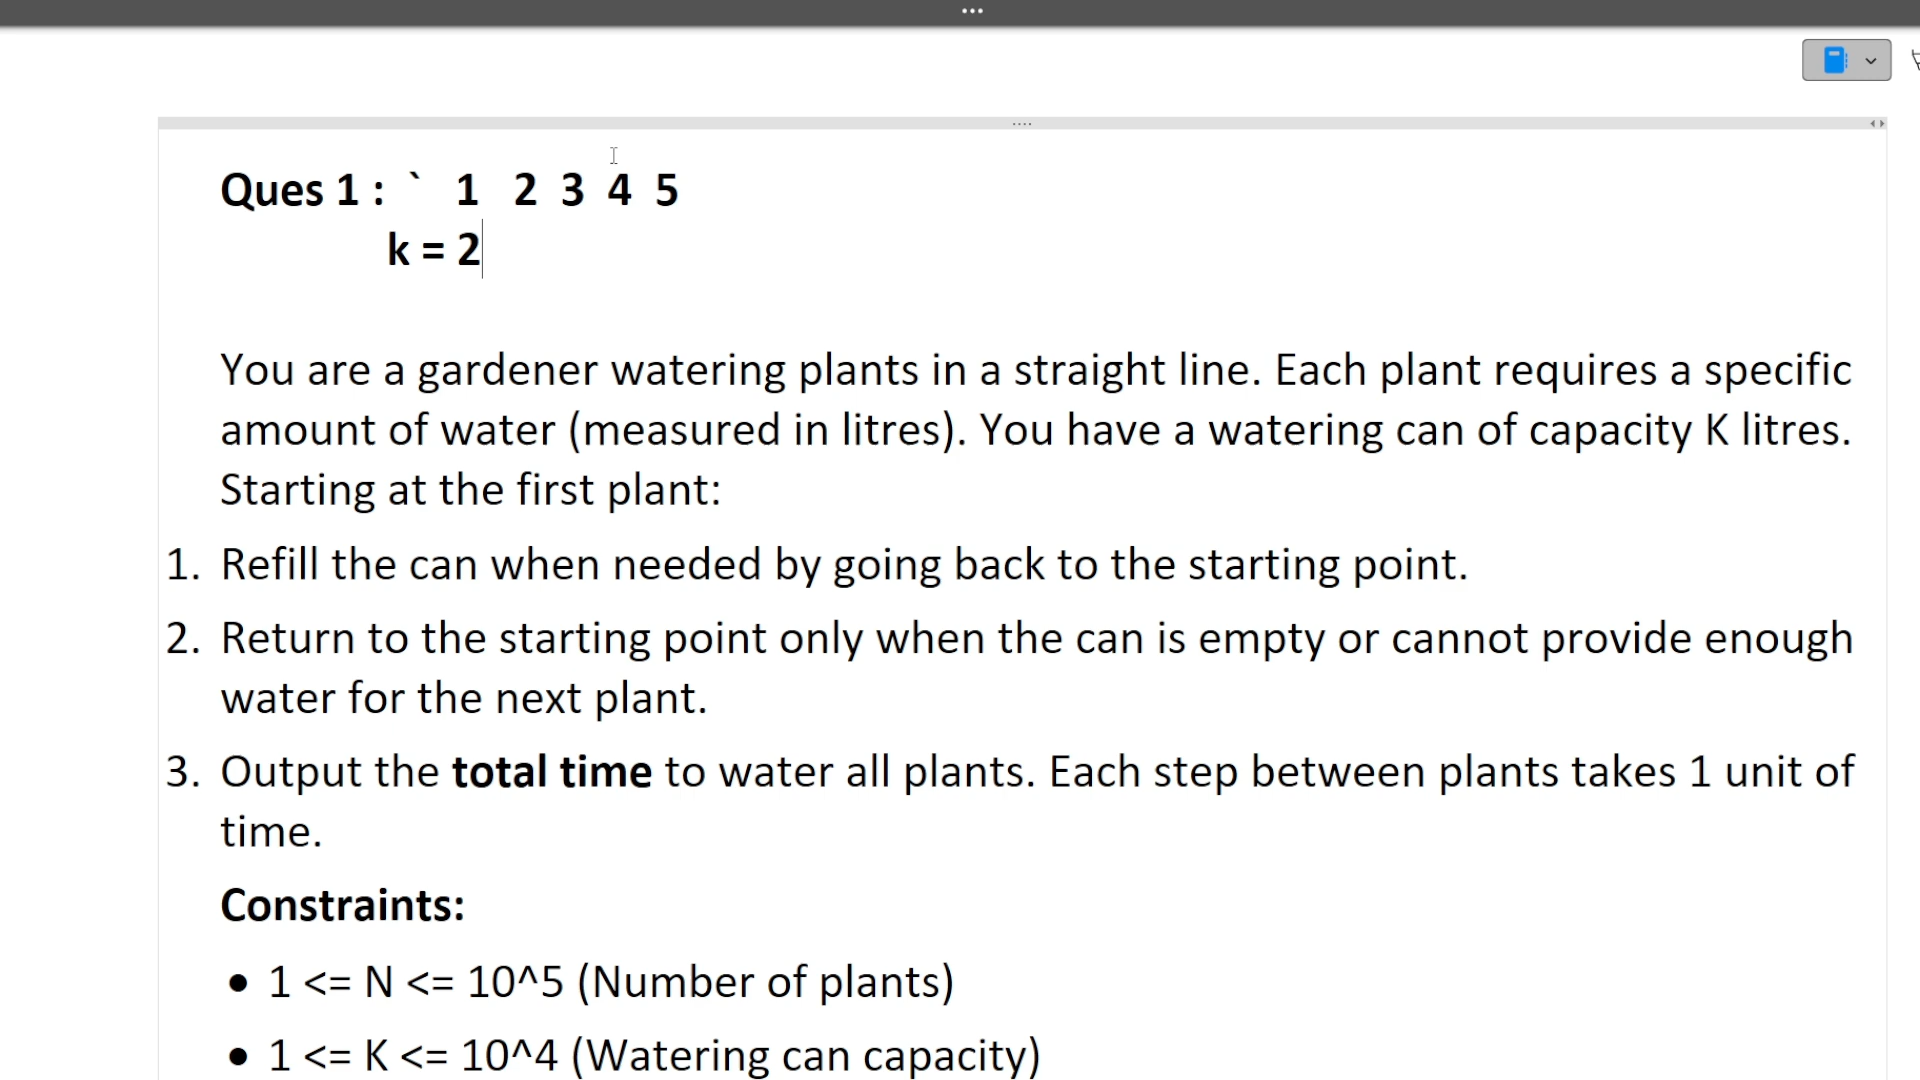 Ques 1 : ` 1 2 3 4 5
k = 2
You are a gardener watering plants in a straight line. Each plant requires a specific
amount of water (measured in litres). You have a watering can of capacity K litres.
Starting at the first plant:
1. Refill the can when needed by going back to the starting point.
2. Return to the starting point only when the can is empty or cannot provide enough
water for the next plant.
3. Output the total time to water all plants. Each step between plants takes 1 unit of
time.
Constraints:
• 1 <= N <= 10^5 (Number of plants)
• 1 <= K <= 10^4 (Watering can capacity)